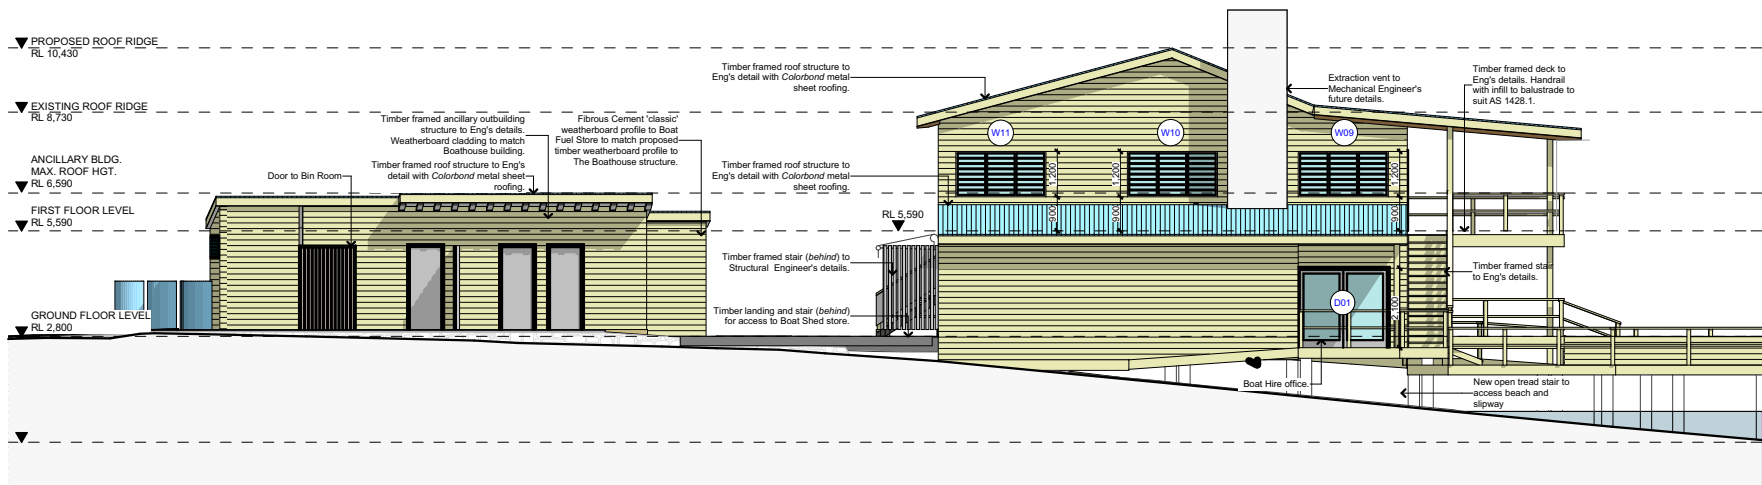 PROPOSED ROOF RIDGE
RL 10,430
EXISTING ROOF RIDGE
RL 8,730
ANCILLARY BLDG.
MAX. ROOF HGT.
RL 6,590
FIRST FLOOR LEVEL
RL 5,590
GROUND FLOOR LEVEL
RL 2,800
Door to Bin Room
Timber framed ancillary outbuilding
structure to Eng's details.
Weatherboard cladding to match
Boathouse building.
Timber framed roof structure to Eng's
detail with Colorbond metal sheet
roofing.
Fibrous Cement 'classic'
weatherboard profile to Boat
Fuel Store to match proposed
timber weatherboard profile to
The Boathouse structure.
Timber framed roof structure to
Eng's detail with Colorbond metal
sheet roofing.
Timber framed roof structure to
Eng's detail with Colorbond metal
sheet roofing.
RL 5,590
Timber framed stair (behind) to
Structural Engineer's details.
Timber landing and stair (behind)
for access to Boat Shed store.
W11
W10
W09
1,200
1,200
1,200
900
900
900
D01
2,100
Boat Hire office.
Extraction vent to
Mechanical Engineer's
future details.
Timber framed deck to
Eng's details. Handrail
with infill to balustrade to
suit AS 1428.1.
Timber framed stair
to Eng's details.
New open tread stair to
access beach and
slipway